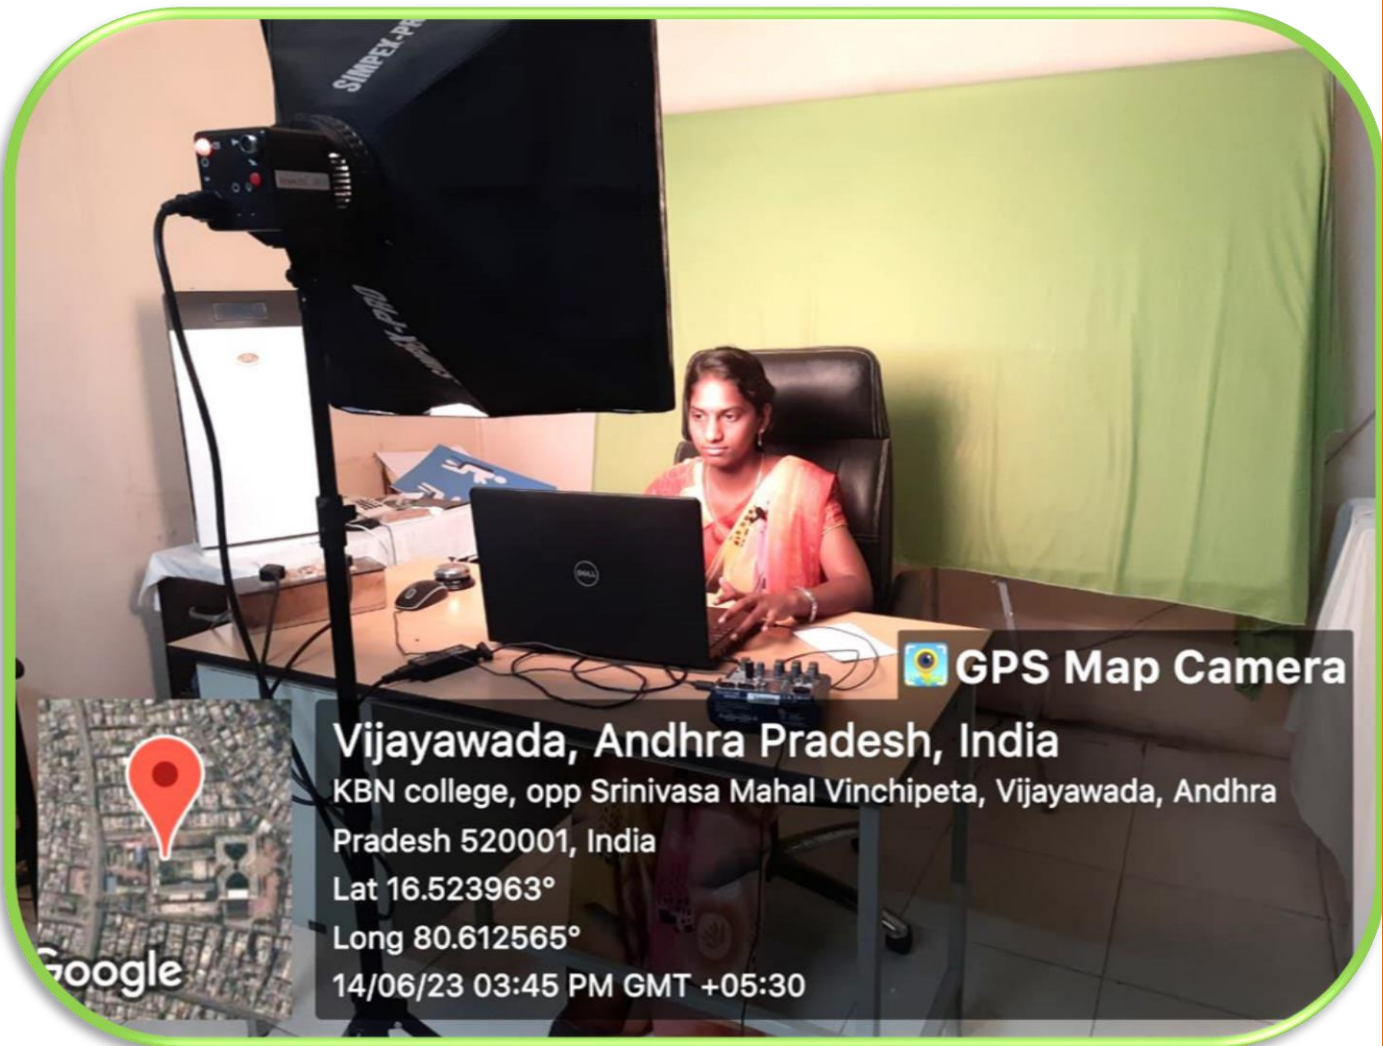 SIMPEX-PR
SIMPEX-PRO
DELL
GPS Map Camera
Vijayawada, Andhra Pradesh, India
KBN college, opp Srinivasa Mahal Vinchipeta, Vijayawada, Andhra
Pradesh 520001, India
Lat 16.523963°
Long 80.612565°
14/06/23 03:45 PM GMT +05:30
Google